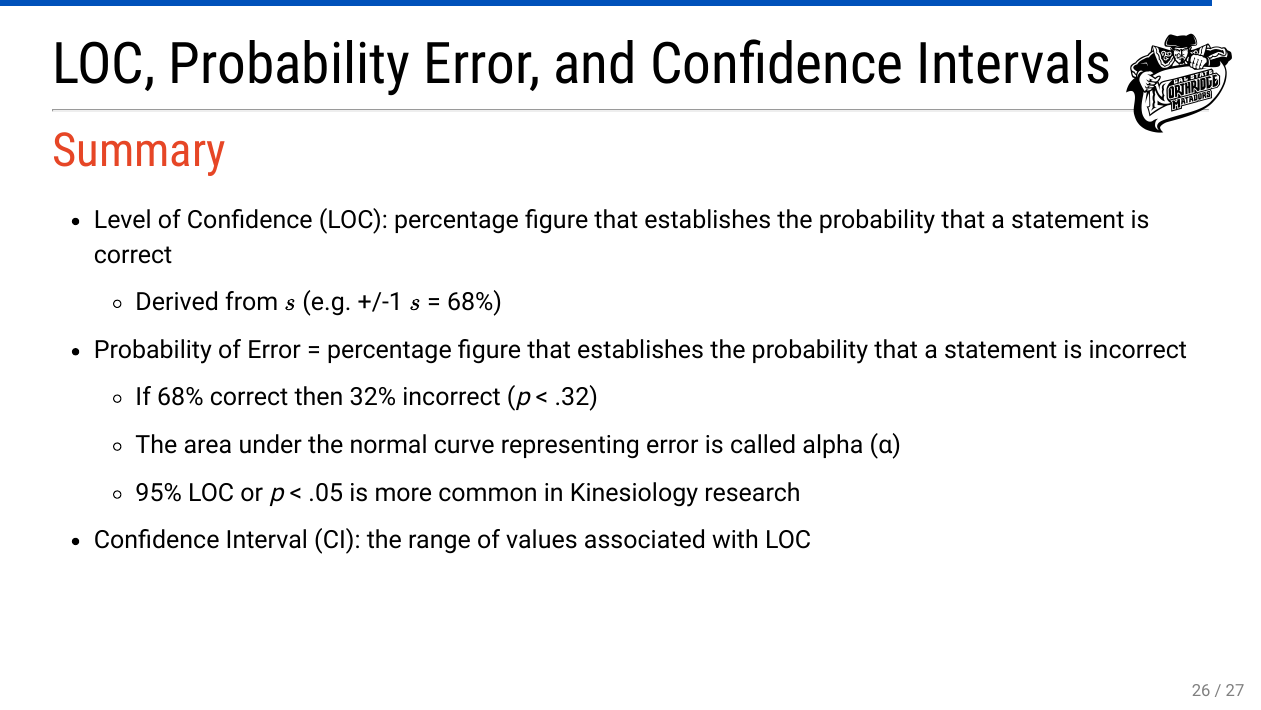 LOC, Probability Error, and Confidence Intervals
CAL STATE
NORTHRIDGE
MATADORS
Summary
• Level of Confidence (LOC): percentage figure that establishes the probability that a statement is
correct
◦ Derived from s (e.g. +/-1 s = 68%)
• Probability of Error = percentage figure that establishes the probability that a statement is incorrect
◦ If 68% correct then 32% incorrect (p < .32)
◦ The area under the normal curve representing error is called alpha (α)
◦ 95% LOC or p < .05 is more common in Kinesiology research
• Confidence Interval (CI): the range of values associated with LOC
26 / 27